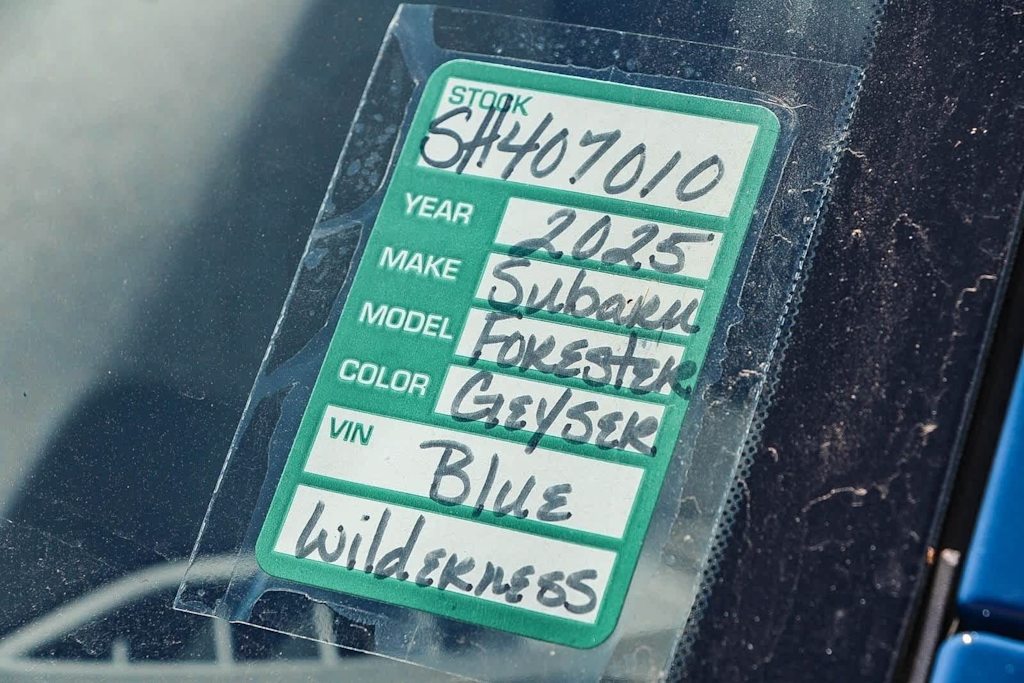 STOCK
SH407010
YEAR 2025
MAKE Subaru
MODEL FORESTER
COLOR GEYSER
VIN Blue
WildERNESS